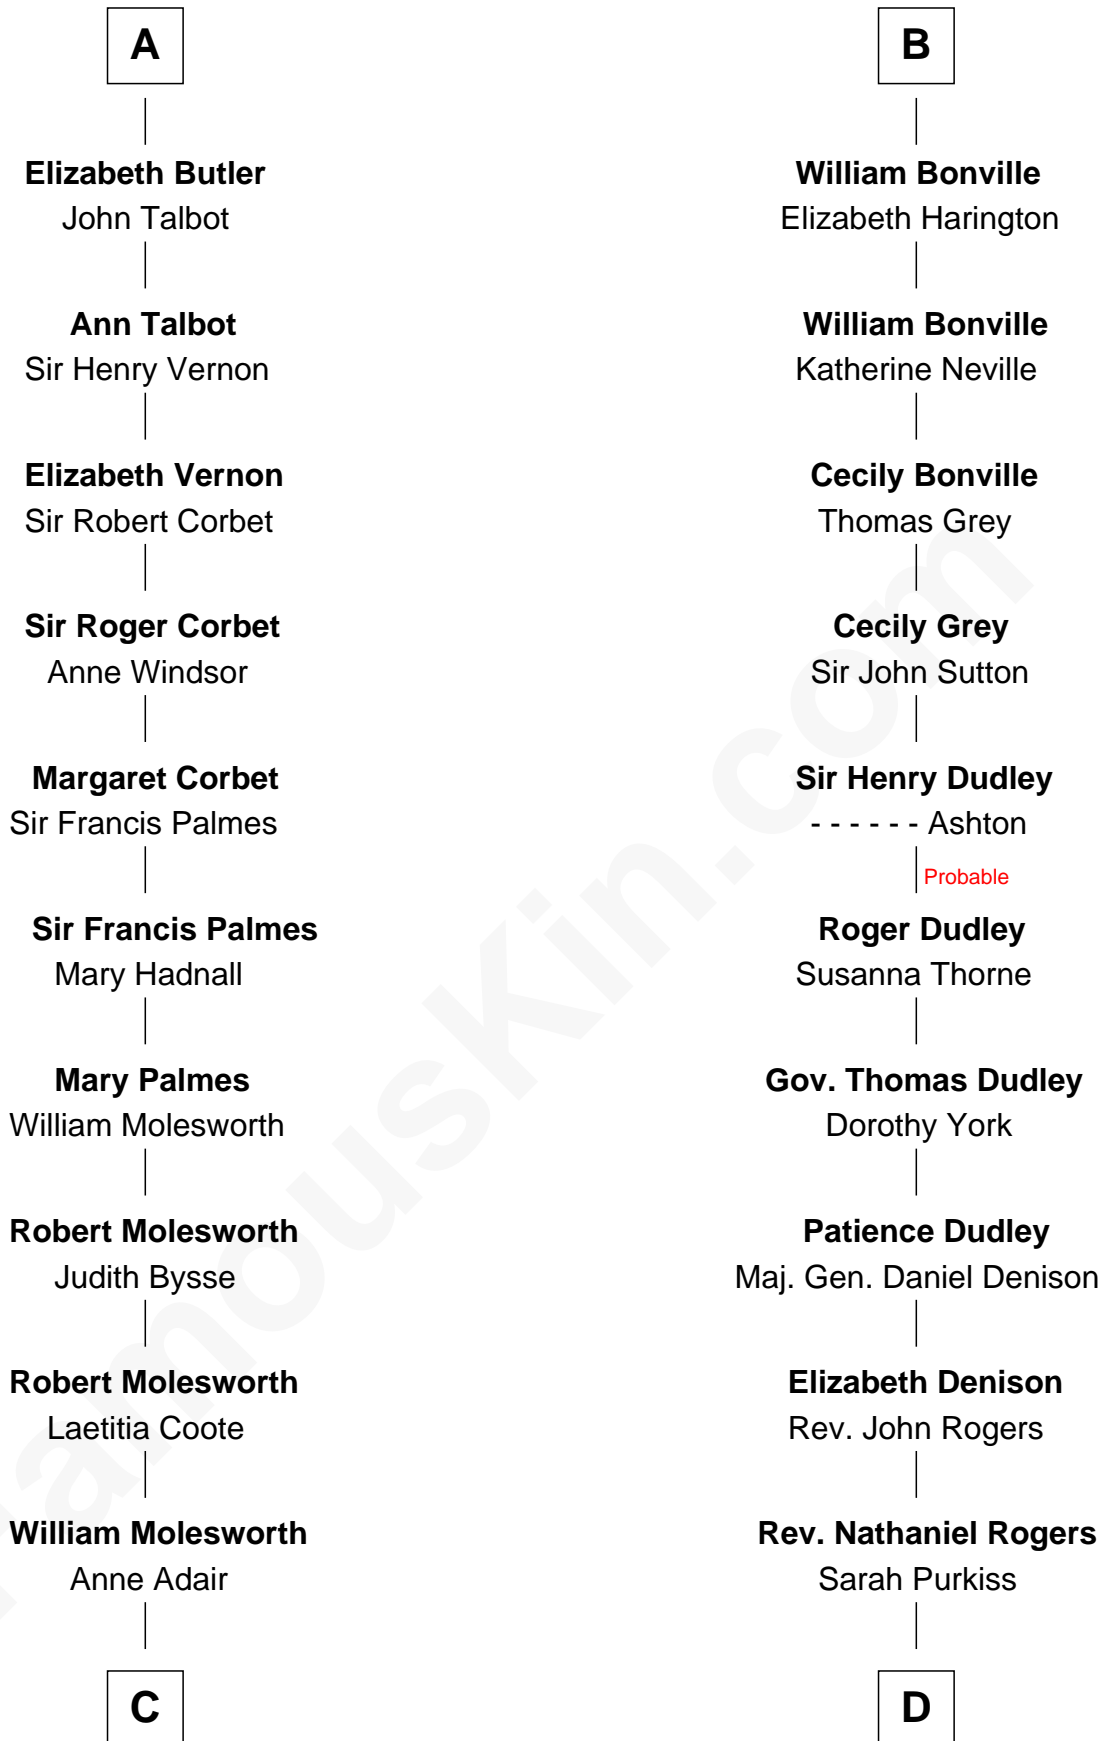 A
Elizabeth Butler
John Talbot
Ann Talbot
Sir Henry Vernon
Elizabeth Vernon
Sir Robert Corbet
Sir Roger Corbet
Anne Windsor
Margaret Corbet
Sir Francis Palmes
Sir Francis Palmes
Mary Hadnall
Mary Palmes
William Molesworth
Robert Molesworth
Judith Bysse
Robert Molesworth
Laetitia Coote
William Molesworth
Anne Adair
C
B
William Bonville
Elizabeth Harington
William Bonville
Katherine Neville
Cecily Bonville
Thomas Grey
Cecily Grey
Sir John Sutton
Sir Henry Dudley
- - - - - - Ashton
Probable
Roger Dudley
Susanna Thorne
Gov. Thomas Dudley
Dorothy York
Patience Dudley
Maj. Gen. Daniel Denison
Elizabeth Denison
Rev. John Rogers
Rev. Nathaniel Rogers
Sarah Purkiss
D
FamousKin.com